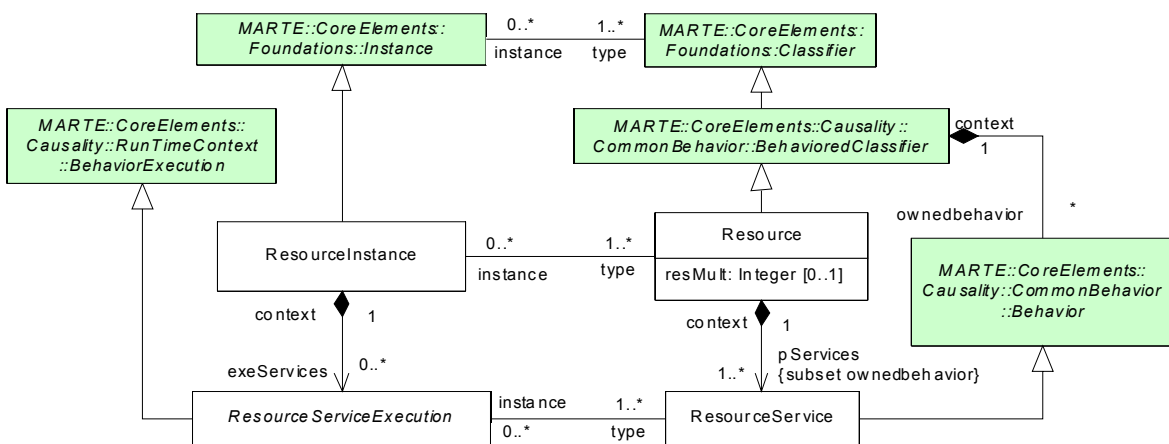 MARTE::CoreElements::
Foundations::Instance
0..*
instance
1..*
type
MARTE::CoreElements::
Foundations::Classifier
MARTE::CoreElements::
Causality::RunTimeContext
::BehaviorExecution
MARTE::CoreElements::Causality::
CommonBehavior::BehavioredClassifier
context
1
ownedbehavior
*
ResourceInstance
0..*
instance
1..*
type
Resource
resMult: Integer [0..1]
MARTE::CoreElements::
Causality::CommonBehavior
::Behavior
context
1
exeServices
0..*
context
1
1..*
pServices
{subset ownedbehavior}
ResourceServiceExecution
instance
0..*
1..*
type
ResourceService